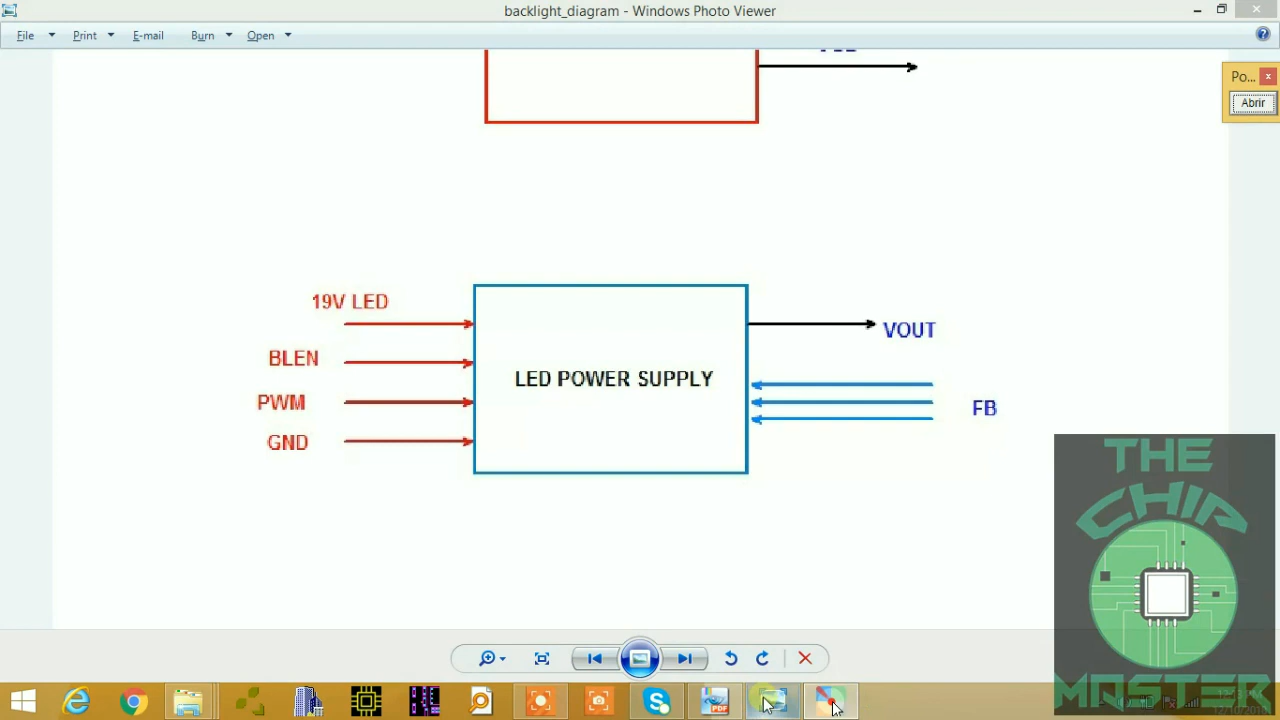 backlight_diagram - Windows Photo Viewer
File Print E-mail Burn Open
Po...
Abrir
19V LED
BLEN
PWM
GND
LED POWER SUPPLY
VOUT
FB
THE
CHIP
MASTER
PDF